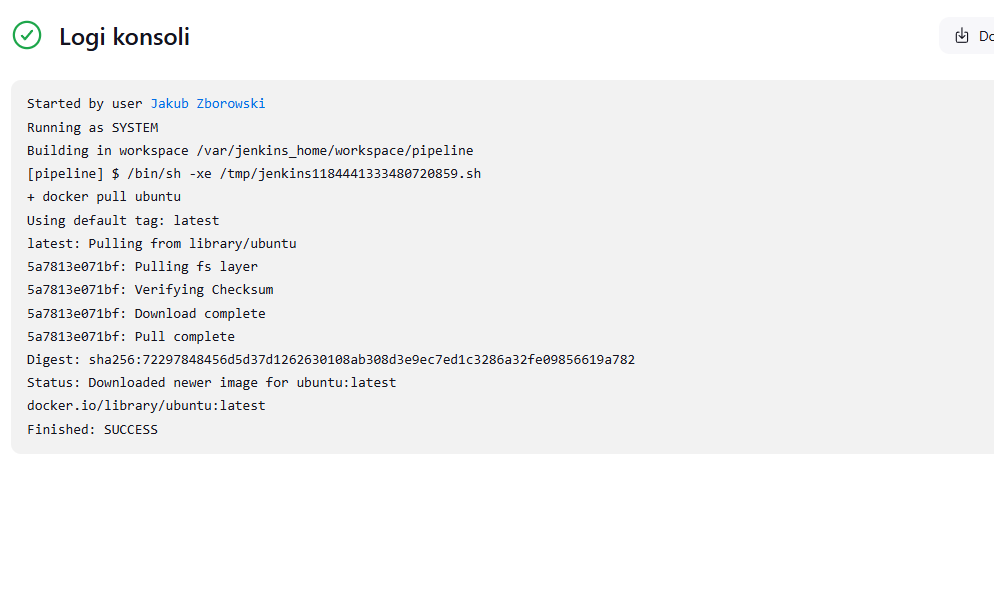 Logi konsoli
Do
Started by user Jakub Zborowski
Running as SYSTEM
Building in workspace /var/jenkins_home/workspace/pipeline
[pipeline] $ /bin/sh -xe /tmp/jenkins1184441333480720859.sh
+ docker pull ubuntu
Using default tag: latest
latest: Pulling from library/ubuntu
5a7813e071bf: Pulling fs layer
5a7813e071bf: Verifying Checksum
5a7813e071bf: Download complete
5a7813e071bf: Pull complete
Digest: sha256:72297848456d5d37d1262630108ab308d3e9ec7ed1c3286a32fe09856619a782
Status: Downloaded newer image for ubuntu:latest
docker.io/library/ubuntu:latest
Finished: SUCCESS